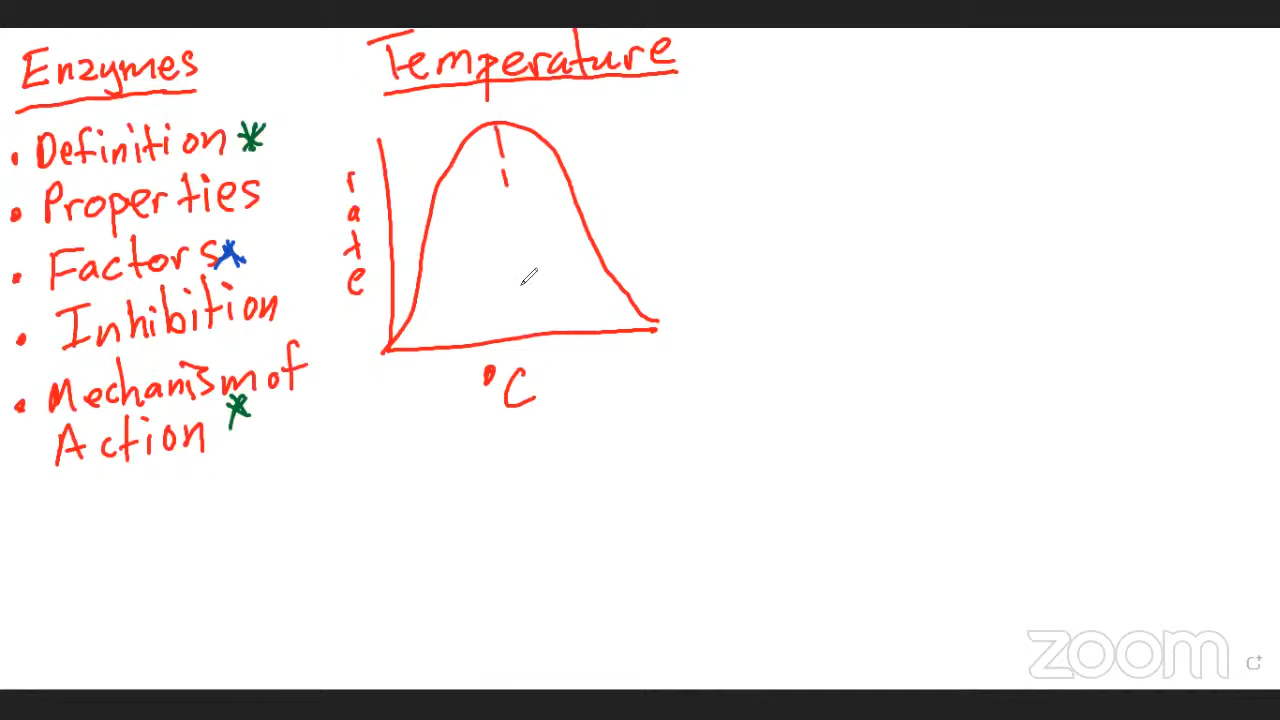 Enzymes
• Definition *
• Properties
• Factors *
• Inhibition
• Mechanism of
Action *
Temperature
rate
°C
zoom